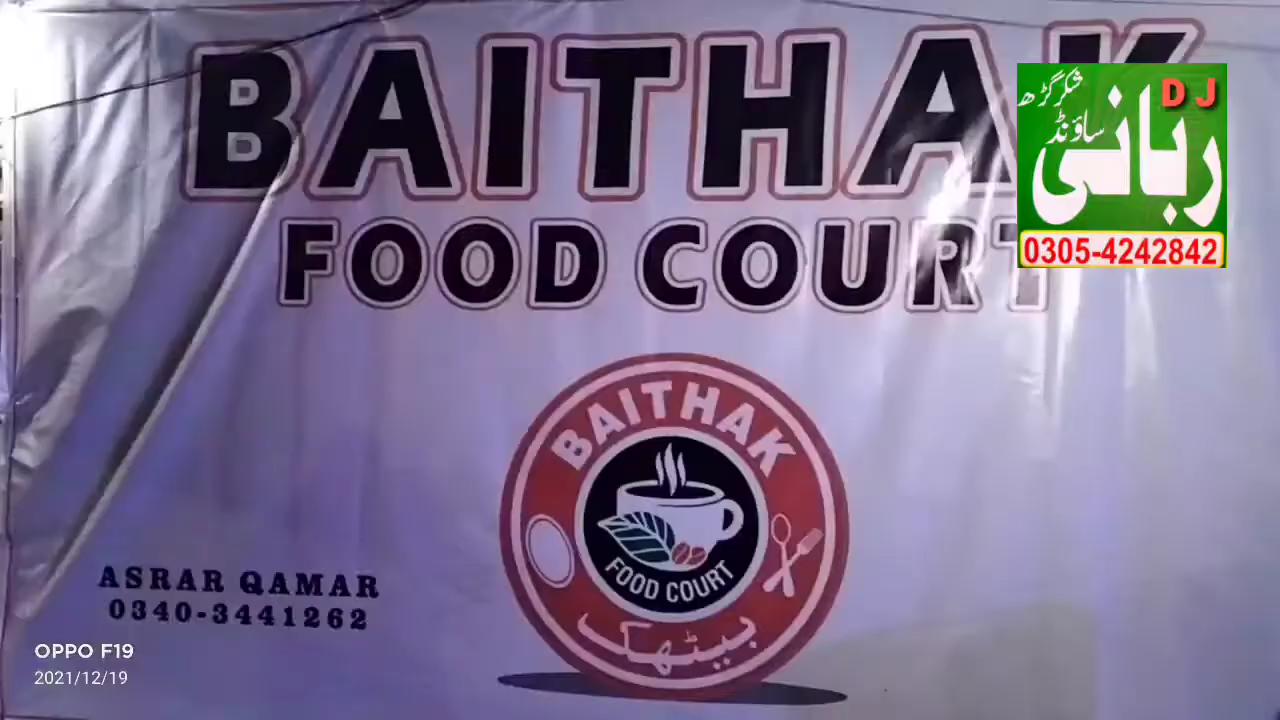 BAITHAK
FOOD COURT
DJ
شکرگڑھ
ساؤنڈ
ربانی
0305-4242842
BAITHAK
FOOD COURT
بیٹھک
ASRAR QAMAR
0340-3441262
OPPO F19
2021/12/19